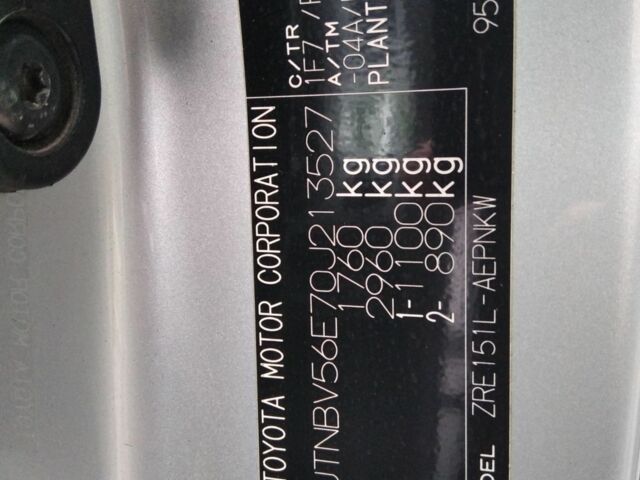 TOYOTA MOTOR CORPORATION
JTNBV56E70J213527
1760 kg
2960 kg
1- 1100 kg
2- 890 kg
ZRE151L-AEPNKW
C/TR
1F7 /F
A/TM
-04A/
PLANT
95